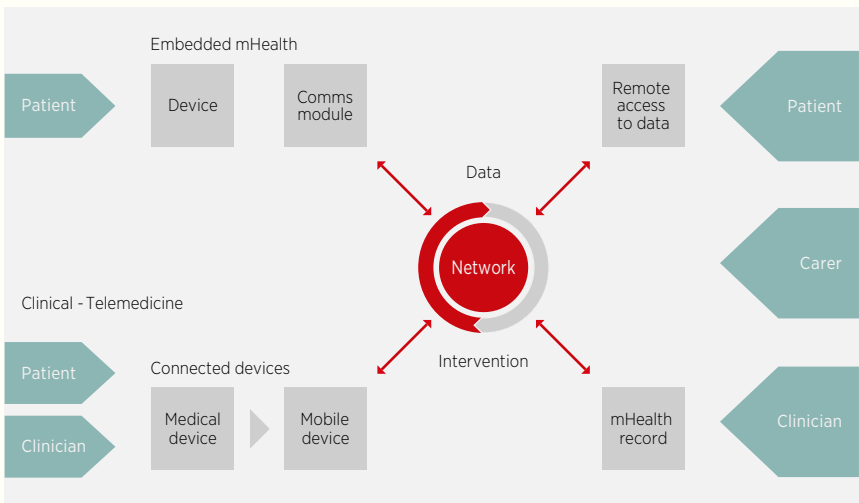 Embedded mHealth
Patient
Device
Comms
module
Remote
access
to data
Patient
Data
Network
Carer
Clinical - Telemedicine
Intervention
Patient
Connected devices
Clinician
Medical
device
Mobile
device
mHealth
record
Clinician